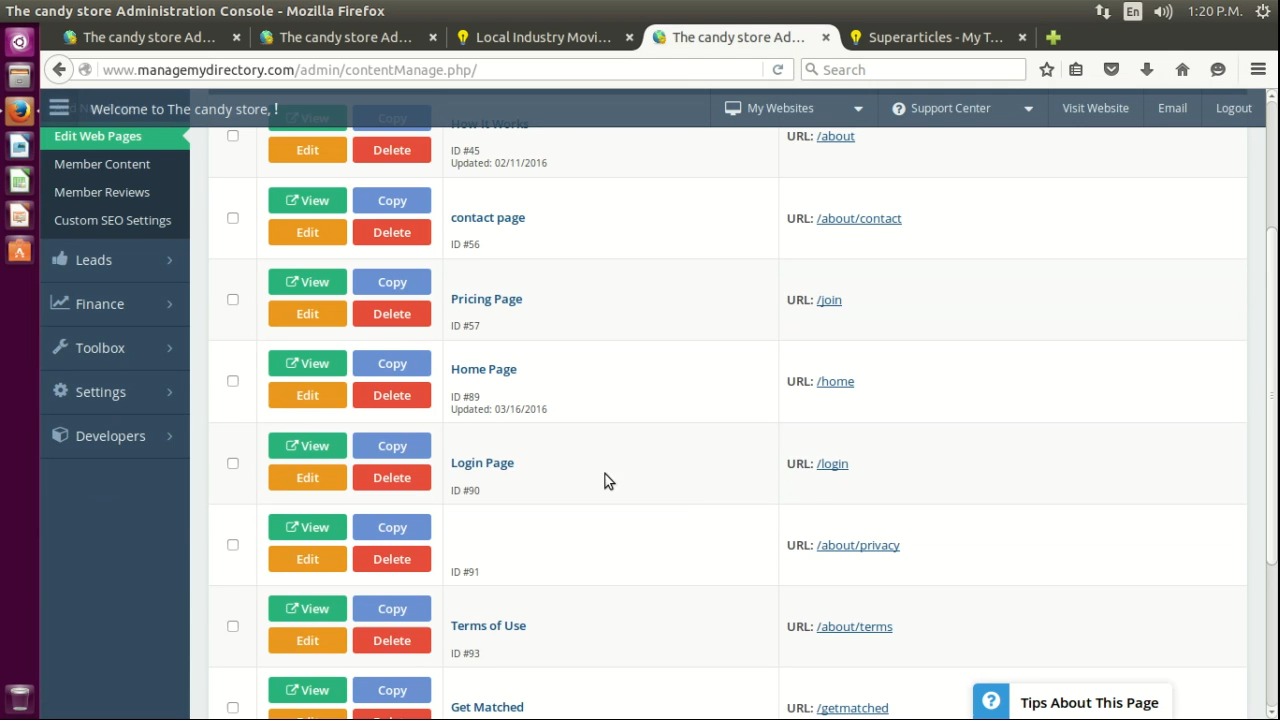 The candy store Administration Console - Mozilla Firefox
En
1:20 P.M.
The candy store Ad...
The candy store Ad...
Local Industry Movi...
The candy store Ad...
Superarticles - My T...
www.managemydirectory.com/admin/contentManage.php/
Search
Welcome to The candy store, !
My Websites
Support Center
Visit Website
Email
Logout
Edit Web Pages
Member Content
Member Reviews
Custom SEO Settings
Leads
Finance
Toolbox
Settings
Developers
View Copy
Edit Delete
How It Works
ID #45
Updated: 02/11/2016
URL: /about
View Copy
Edit Delete
contact page
ID #56
URL: /about/contact
View Copy
Edit Delete
Pricing Page
ID #57
URL: /join
View Copy
Edit Delete
Home Page
ID #89
Updated: 03/16/2016
URL: /home
View Copy
Edit Delete
Login Page
ID #90
URL: /login
View Copy
Edit Delete
ID #91
URL: /about/privacy
View Copy
Edit Delete
Terms of Use
ID #93
URL: /about/terms
View Copy
Get Matched
URL: /getmatched
Tips About This Page